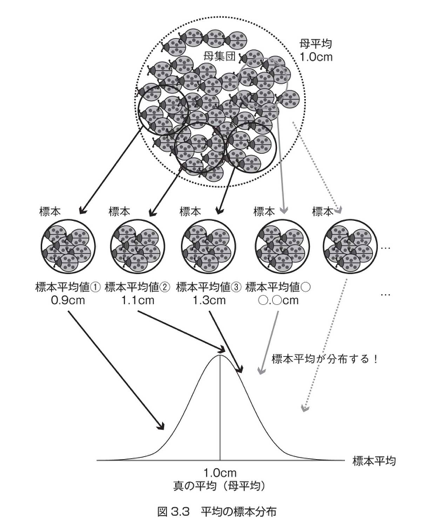 母平均
1.0cm
母集団
標本 標本 標本 標本 標本
標本平均値① 標本平均値② 標本平均値③ 標本平均値○
0.9cm 1.1cm 1.3cm ○.○cm
…
…
標本平均が分布する！
標本平均
1.0cm
真の平均（母平均）
図 3.3 平均の標本分布